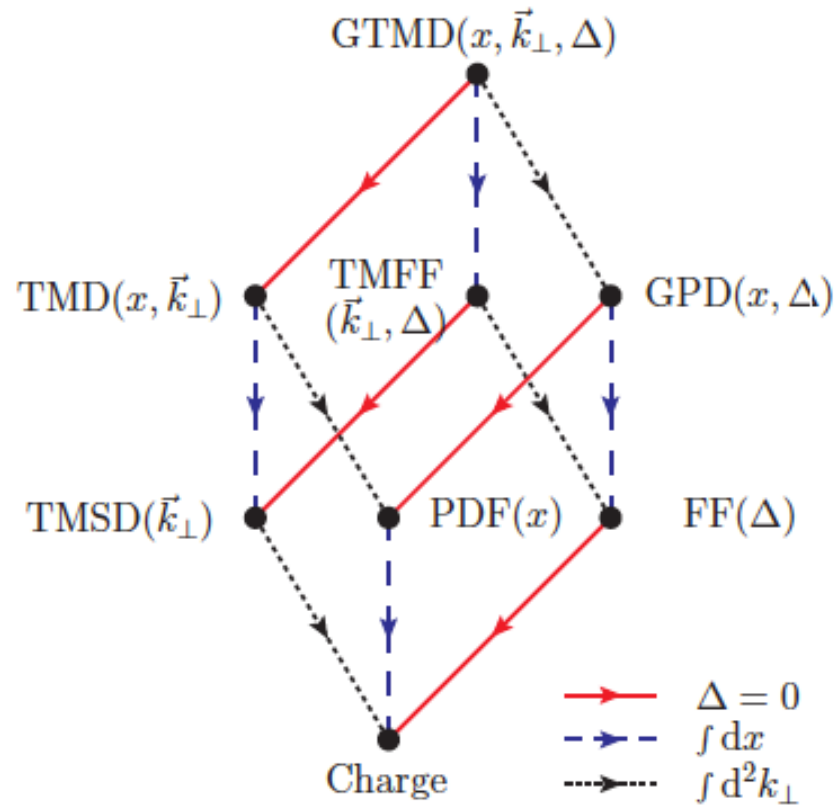 GTMD(x, k⃗⊥, Δ)
TMD(x, k⃗⊥)
TMFF
(k⃗⊥, Δ)
GPD(x, Δ)
TMSD(k⃗⊥)
PDF(x)
FF(Δ)
Charge
Δ = 0
∫ dx
∫ d²k⊥